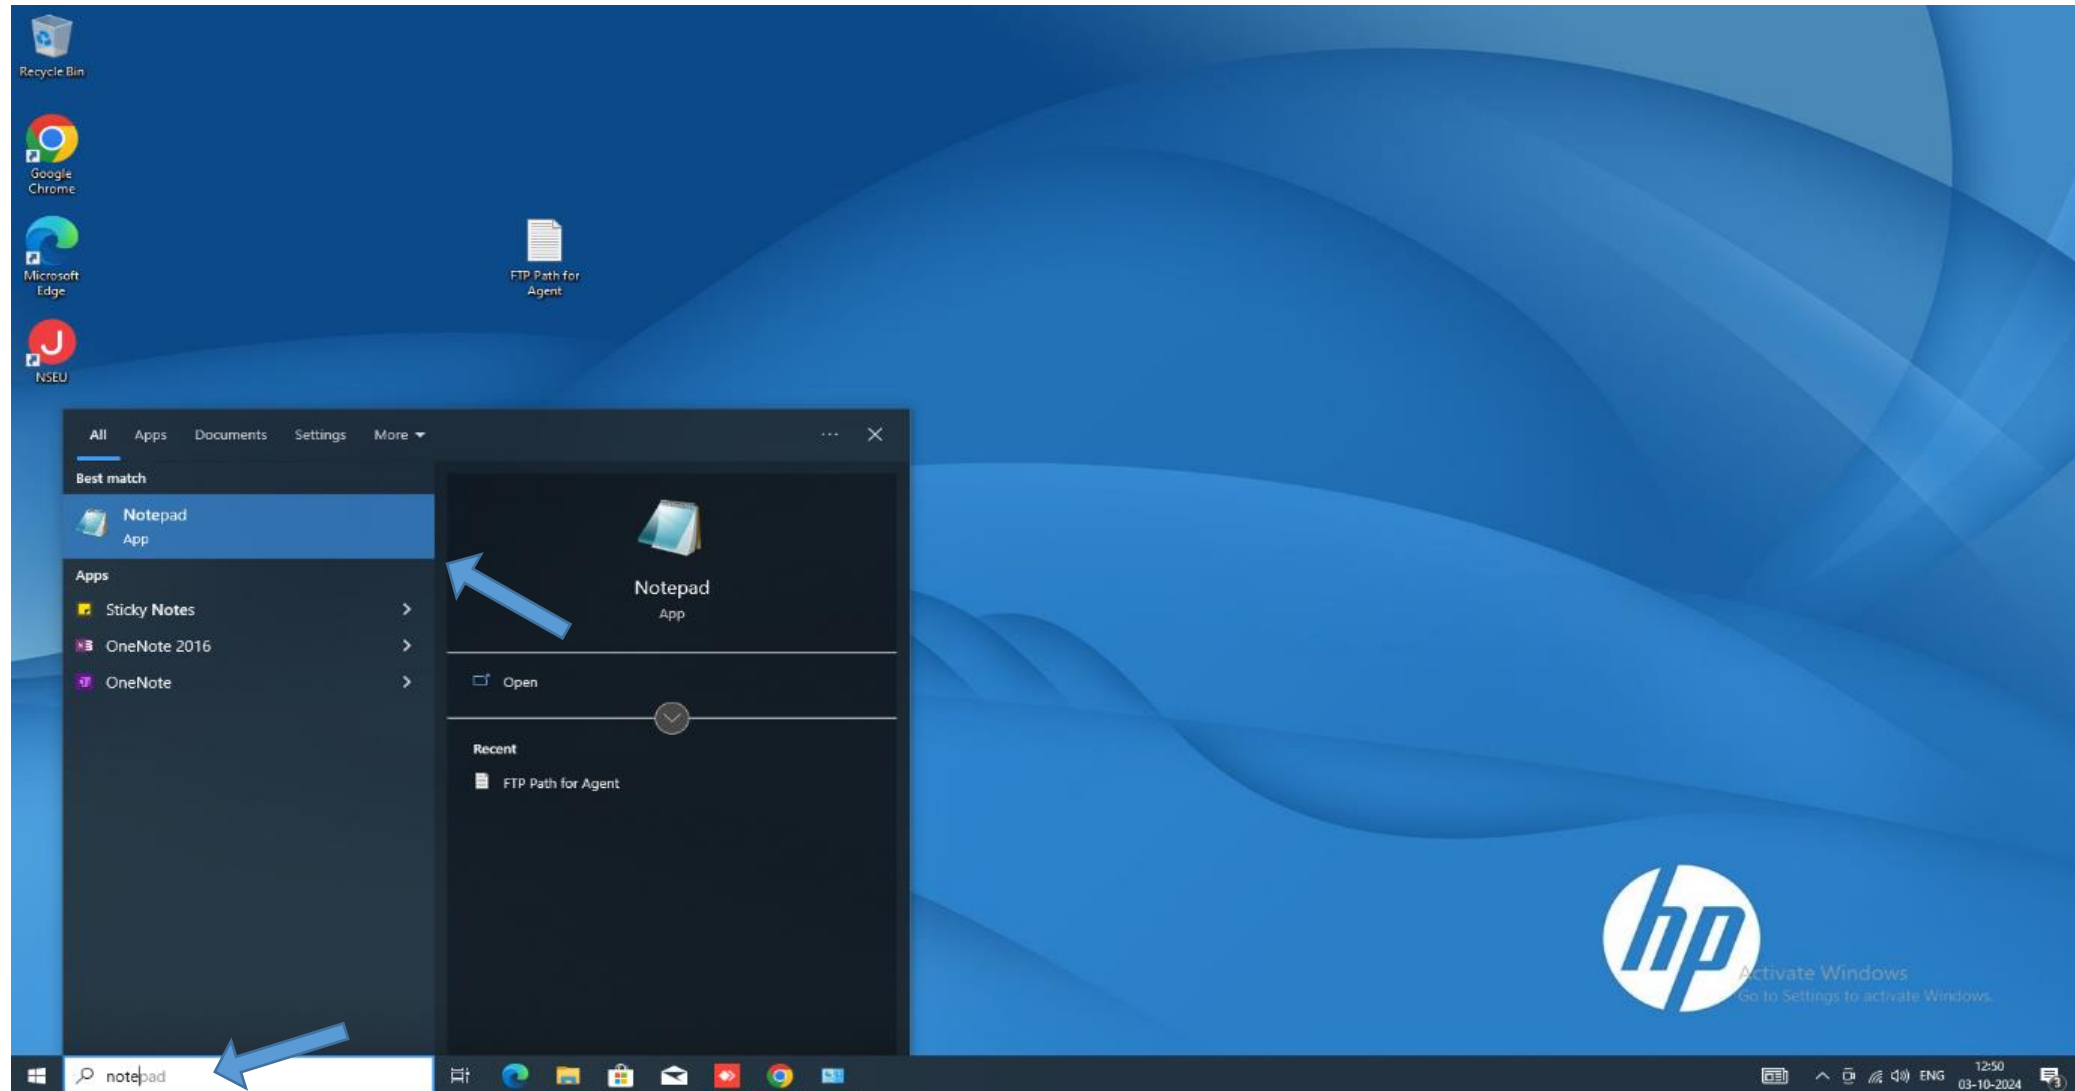 Recycle Bin
Google
Chrome
Microsoft
Edge
NSEU
FTP Path for
Agent
All Apps Documents Settings More
Best match
Notepad
App
Apps
Sticky Notes
OneNote 2016
OneNote
Notepad
App
Open
Recent
FTP Path for Agent
hp
Activate Windows
Go to Settings to activate Windows.
notepad
ENG
12:50
03-10-2024
3